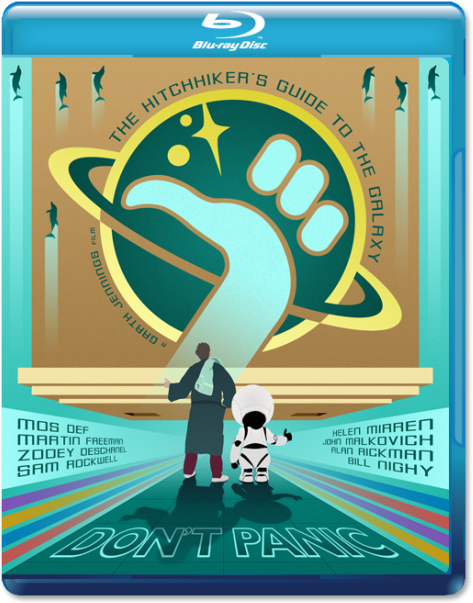 Blu-ray Disc
THE HITCHHIKER'S GUIDE TO THE GALAXY
A GARTH JENNINGS FILM
MOS DEF
MARTIN FREEMAN
ZOOEY DESCHANEL
SAM ROCKWELL
HELEN MIRREN
JOHN MALKOVICH
ALAN RICKMAN
BILL NIGHY
DON'T PANIC